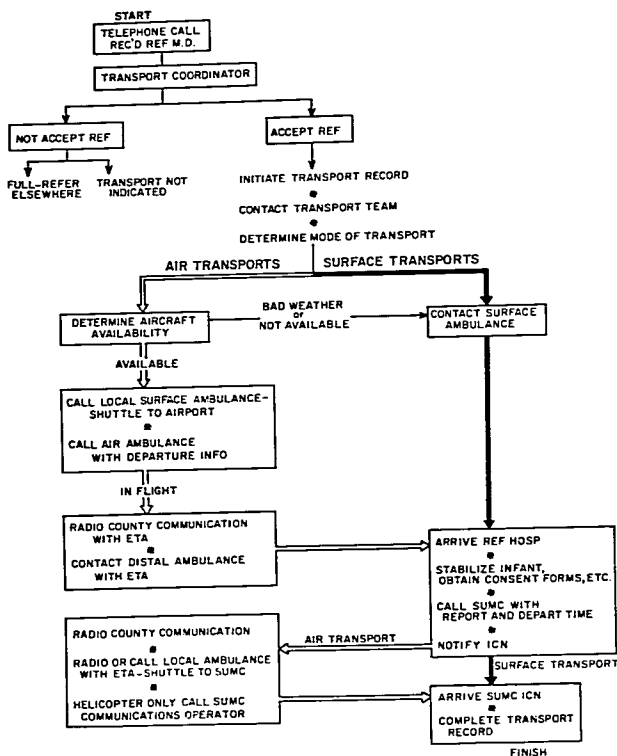 START
TELEPHONE CALL
REC'D REF M.D.
TRANSPORT COORDINATOR
NOT ACCEPT REF
ACCEPT REF
FULL-REFER
ELSEWHERE
TRANSPORT NOT
INDICATED
INITIATE TRANSPORT RECORD
CONTACT TRANSPORT TEAM
DETERMINE MODE OF TRANSPORT
AIR TRANSPORTS
SURFACE TRANSPORTS
DETERMINE AIRCRAFT
AVAILABILITY
BAD WEATHER
or
NOT AVAILABLE
CONTACT SURFACE
AMBULANCE
AVAILABLE
CALL LOCAL SURFACE AMBULANCE-
SHUTTLE TO AIRPORT
CALL AIR AMBULANCE
WITH DEPARTURE INFO
IN FLIGHT
RADIO COUNTY COMMUNICATION
WITH ETA
CONTACT DISTAL AMBULANCE
WITH ETA
ARRIVE REF HOSP
STABILIZE INFANT,
OBTAIN CONSENT FORMS, ETC.
CALL SUMC WITH
REPORT AND DEPART TIME
NOTIFY ICN
AIR TRANSPORT
SURFACE TRANSPORT
RADIO COUNTY COMMUNICATION
RADIO OR CALL LOCAL AMBULANCE
WITH ETA-SHUTTLE TO SUMC
HELICOPTER ONLY CALL SUMC
COMMUNICATIONS OPERATOR
ARRIVE SUMC ICN
COMPLETE TRANSPORT
RECORD
FINISH